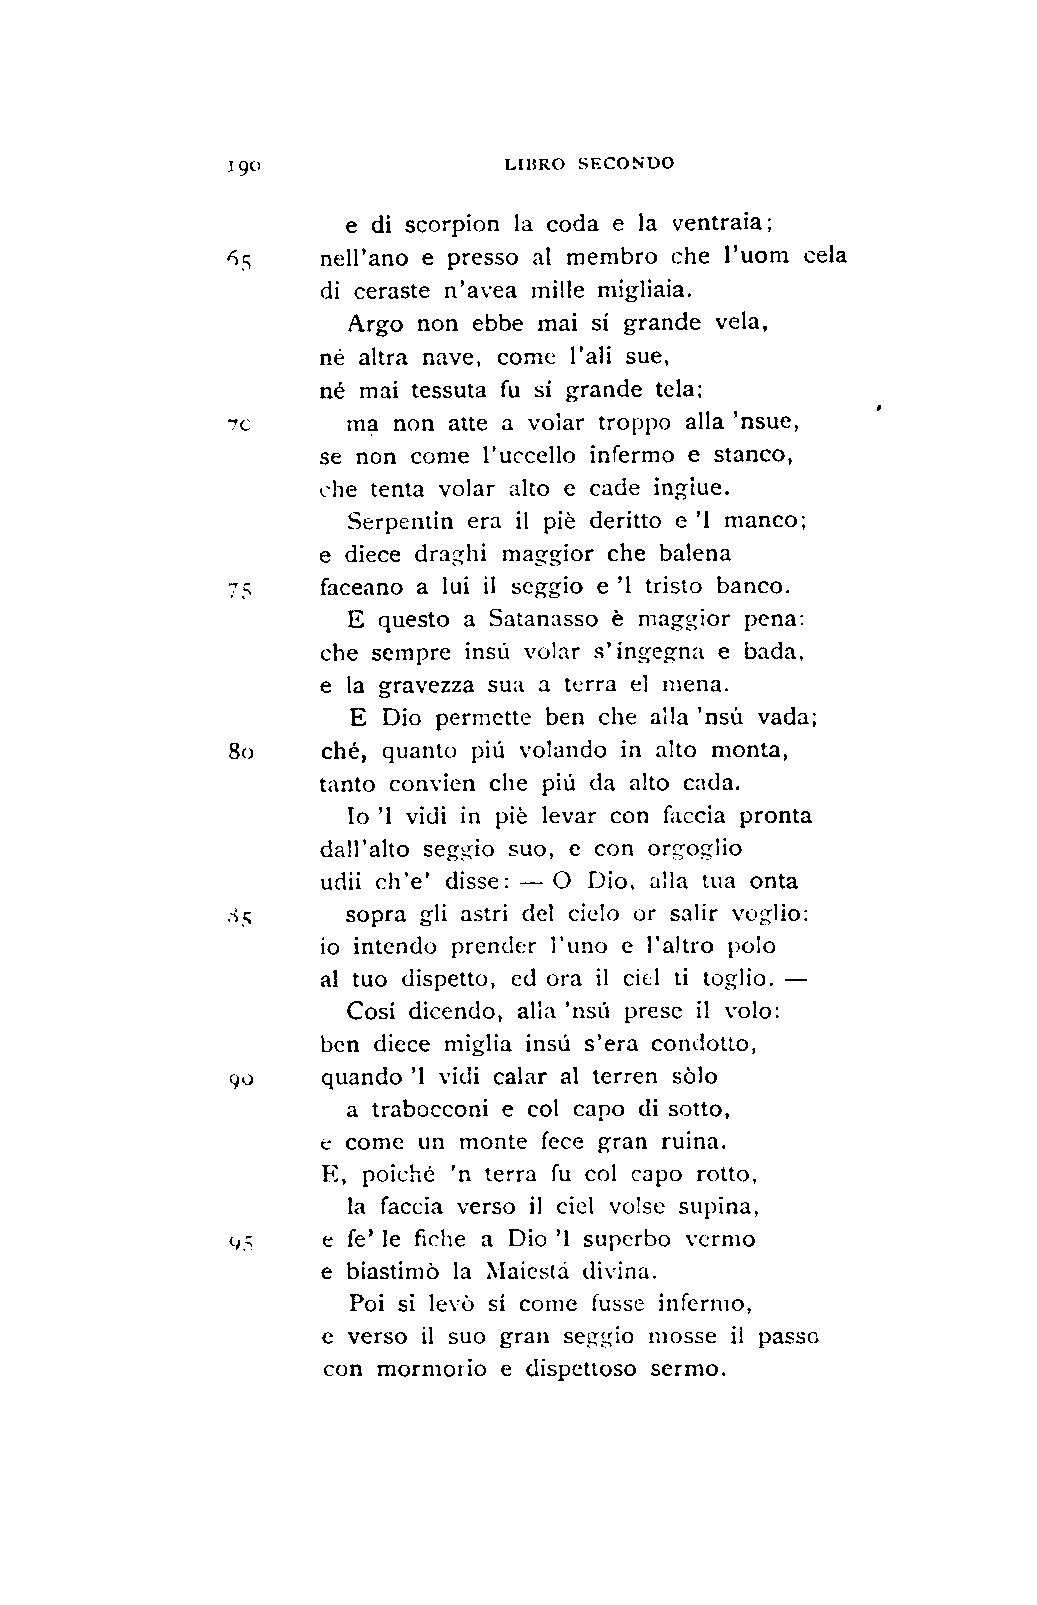 190 LIBRO SECONDO
e di scorpion la coda e la ventraia;
65 nell'ano e presso al membro che l'uom cela
di ceraste n'avea mille migliaia.
Argo non ebbe mai sí grande vela,
né altra nave, come l'ali sue,
né mai tessuta fu sí grande tela;
70 ma non atte a volar troppo alla 'nsue,
se non come l'uccello infermo e stanco,
che tenta volar alto e cade ingiue.
Serpentin era il piè deritto e 'l manco;
e diece draghi maggior che balena
75 faceano a lui il seggio e 'l tristo banco.
E questo a Satanasso è maggior pena:
che sempre insú volar s'ingegna e bada,
e la gravezza sua a terra el mena.
E Dio permette ben che alla 'nsú vada;
80 ché, quanto piú volando in alto monta,
tanto convien che piú da alto cada.
Io 'l vidi in piè levar con faccia pronta
dall'alto seggio suo, e con orgoglio
udii ch'e' disse: — O Dio, alla tua onta
85 sopra gli astri del cielo or salir voglio:
io intendo prender l'uno e l'altro polo
al tuo dispetto, ed ora il ciel ti toglio. —
Cosí dicendo, alla 'nsú prese il volo:
ben diece miglia insú s'era condotto,
90 quando 'l vidi calar al terren sòlo
a trabocconi e col capo di sotto,
e come un monte fece gran ruina.
E, poiché 'n terra fu col capo rotto,
la faccia verso il ciel volse supina,
95 e fe' le fiche a Dio 'l superbo vermo
e biastimò la Maiestá divina.
Poi si levò sí come fusse infermo,
e verso il suo gran seggio mosse il passo
con mormorio e dispettoso sermo.